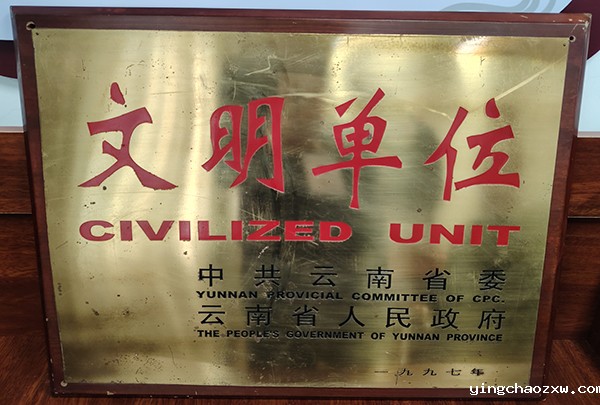 文明单位
CIVILIZED UNIT
中共云南省委
YUNNAN PROVICIAL COMMITTEE OF CPC.
云南省人民政府
THE PEOPLE'S GOVERNMENT OF YUNNAN PROVINCE
一九九七年
yingchaozxw.com